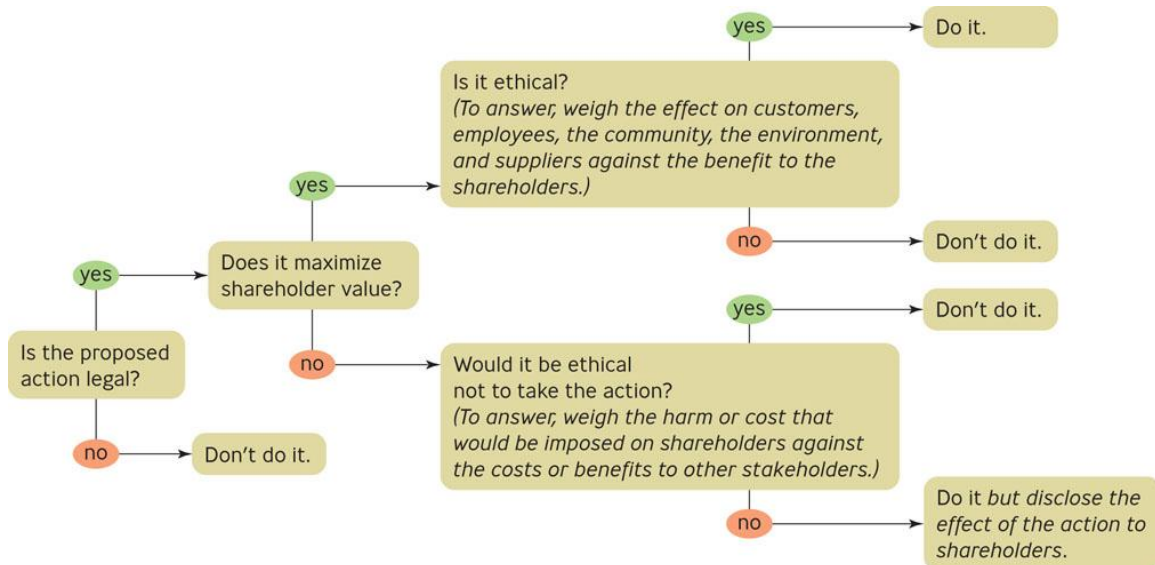 yes
Do it.
Is it ethical?
(To answer, weigh the effect on customers,
employees, the community, the environment,
and suppliers against the benefit to the
shareholders.)
yes
no
Don't do it.
Does it maximize
shareholder value?
yes
yes
Don't do it.
Is the proposed
action legal?
no
Would it be ethical
not to take the action?
(To answer, weigh the harm or cost that
would be imposed on shareholders against
the costs or benefits to other stakeholders.)
no
Don't do it.
no
Do it but disclose the
effect of the action to
shareholders.